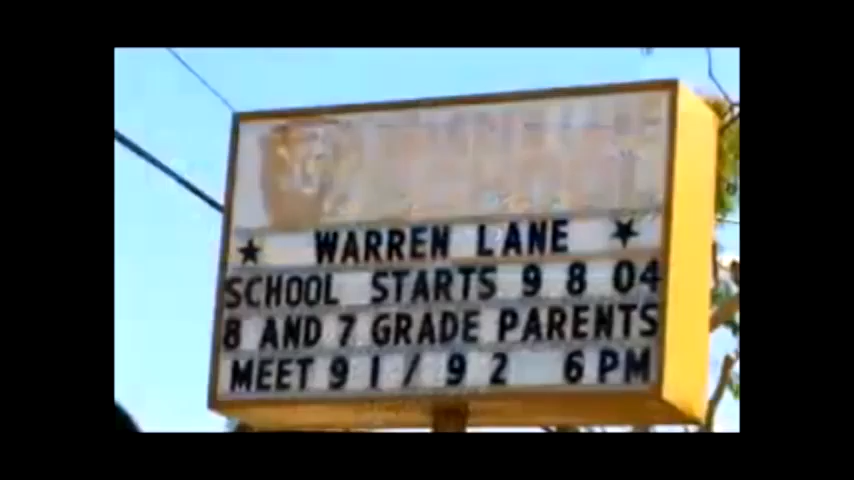 ★ WARREN LANE ★
SCHOOL STARTS 9 8 04
8 AND 7 GRADE PARENTS
MEET 9 1 / 9 2 6 PM